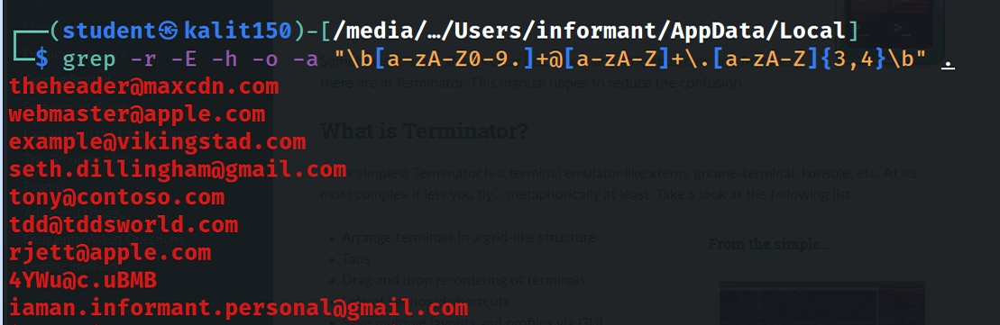 ┌──(student㉿kalit150)-[/media/…/Users/informant/AppData/Local]
└─$ grep -r -E -h -o -a "\b[a-zA-Z0-9.]+@[a-zA-Z]+\.[a-zA-Z]{3,4}\b" .
theheader@maxcdn.com
there are in Terminator. This manual hopes to reduce the confusion
webmaster@apple.com
What is Terminator?
example@vikingstad.com
seth.dillingham@gmail.com
simplest Terminator is a terminal emulator like xterm, gnome-terminal, konsole, etc. At its
most complex it lets you fly... metaphorically at least. Take a look at the following list:
tony@contoso.com
tdd@tddsworld.com
Arrange terminals in a grid-like structure
From the simple...
rjett@apple.com
Tabs
4YWu@c.uBMB
Drag and drop re-ordering of terminals
iaman.informant.personal@gmail.com